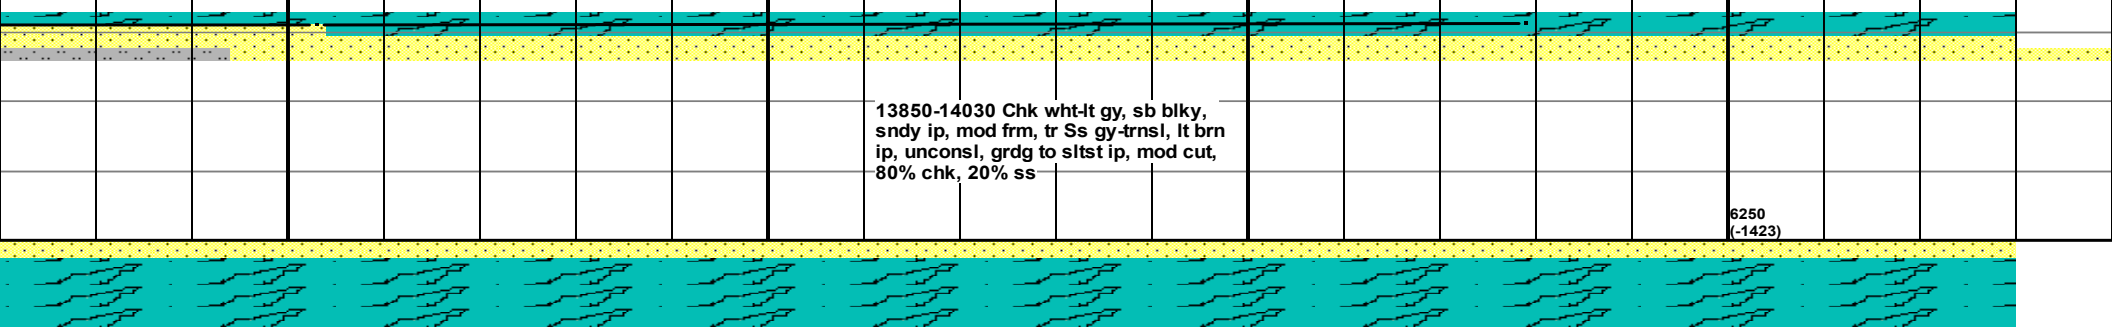 13850-14030 Chk wht-lt gy, sb blky,
sndy ip, mod frm, tr Ss gy-trnsl, lt brn
ip, unconsl, grdg to sltst ip, mod cut,
80% chk, 20% ss
6250
(-1423)